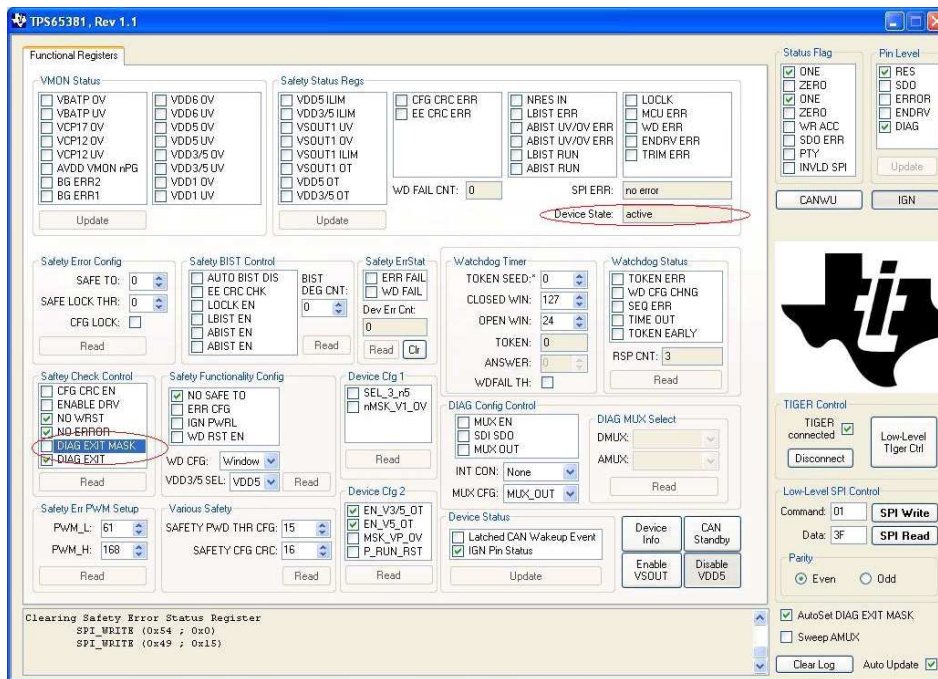 TPS65381, Rev 1.1
Functional Registers
VMON Status
VBATP OV
VBATP UV
VCP17 OV
VCP12 OV
VCP12 UV
AVDD VMON nPG
BG ERR2
BG ERR1
VDD6 OV
VDD6 UV
VDD5 OV
VDD5 UV
VDD3/5 OV
VDD3/5 UV
VDD1 OV
VDD1 UV
Update
Safety Status Regs
VDD5 ILIM
VDD3/5 ILIM
VSOUT1 UV
VSOUT1 OV
VSOUT1 ILIM
VSOUT1 OT
VDD5 OT
VDD3/5 OT
CFG CRC ERR
EE CRC ERR
NRES IN
LBIST ERR
ABIST UV/OV ERR
ABIST UV/OV ERR
LBIST RUN
ABIST RUN
LOCLK
MCU ERR
WD ERR
ENDRV ERR
TRIM ERR
WD FAIL CNT: 0
SPI ERR: no error
Update
Device State: active
Status Flag
ONE
ZERO
ONE
ZERO
WR ACC
SDO ERR
PTY
INVLD SPI
Pin Level
RES
SDO
ERROR
ENDRV
DIAG
Update
CANWU
IGN
Safety Error Config
SAFE TO: 0
SAFE LOCK THR: 0
CFG LOCK:
Read
Safety BIST Control
AUTO BIST DIS
EE CRC CHK
LOCLK EN
LBIST EN
ABIST EN
ABIST EN
BIST
DEG CNT:
0
Read
Safety ErrStat
ERR FAIL
WD FAIL
Dev Err Cnt:
0
Read Clr
Watchdog Timer
TOKEN SEED:* 0
CLOSED WIN: 127
OPEN WIN: 24
TOKEN: 0
ANSWER: 0
WDFAIL TH:
Watchdog Status
TOKEN ERR
WD CFG CHNG
SEQ ERR
TIME OUT
TOKEN EARLY
RSP CNT: 3
Read
Saftey Check Control
CFG CRC EN
ENABLE DRV
NO WRST
NO ERROR
DIAG EXIT MASK
DIAG EXIT
Read
Safety Functionality Config
NO SAFE TO
ERR CFG
IGN PWRL
WD RST EN
WD CFG: Window
VDD3/5 SEL: VDD5
Read
Device Cfg 1
SEL_3_n5
nMSK_V1_OV
Read
DIAG Config Control
MUX EN
SDI SDO
MUX OUT
INT CON: None
MUX CFG: MUX_OUT
DIAG MUX Select
DMUX:
AMUX:
Read
TIGER Control
TIGER
connected
Disconnect
Low-Level
TIger Ctrl
Safety Err PWM Setup
PWM_L: 61
PWM_H: 168
Read
Various Safety
SAFETY PWD THR CFG: 15
SAFETY CFG CRC: 16
Read
Device Cfg 2
EN_V3/5_OT
EN_V5_OT
MSK_VP_OV
P_RUN_RST
Read
Device Status
Latched CAN Wakeup Event
IGN Pin Status
Update
Device
Info
CAN
Standby
Enable
VSOUT
Disable
VDD5
Low-Level SPI Control
Command: 01 SPI Write
Data: 3F SPI Read
Parity
Even Odd
AutoSet DIAG EXIT MASK
Sweep AMUX
Clear Log Auto Update
Clearing Safety Error Status Register
SPI_WRITE (0x54 ; 0x0)
SPI_WRITE (0x49 ; 0x15)